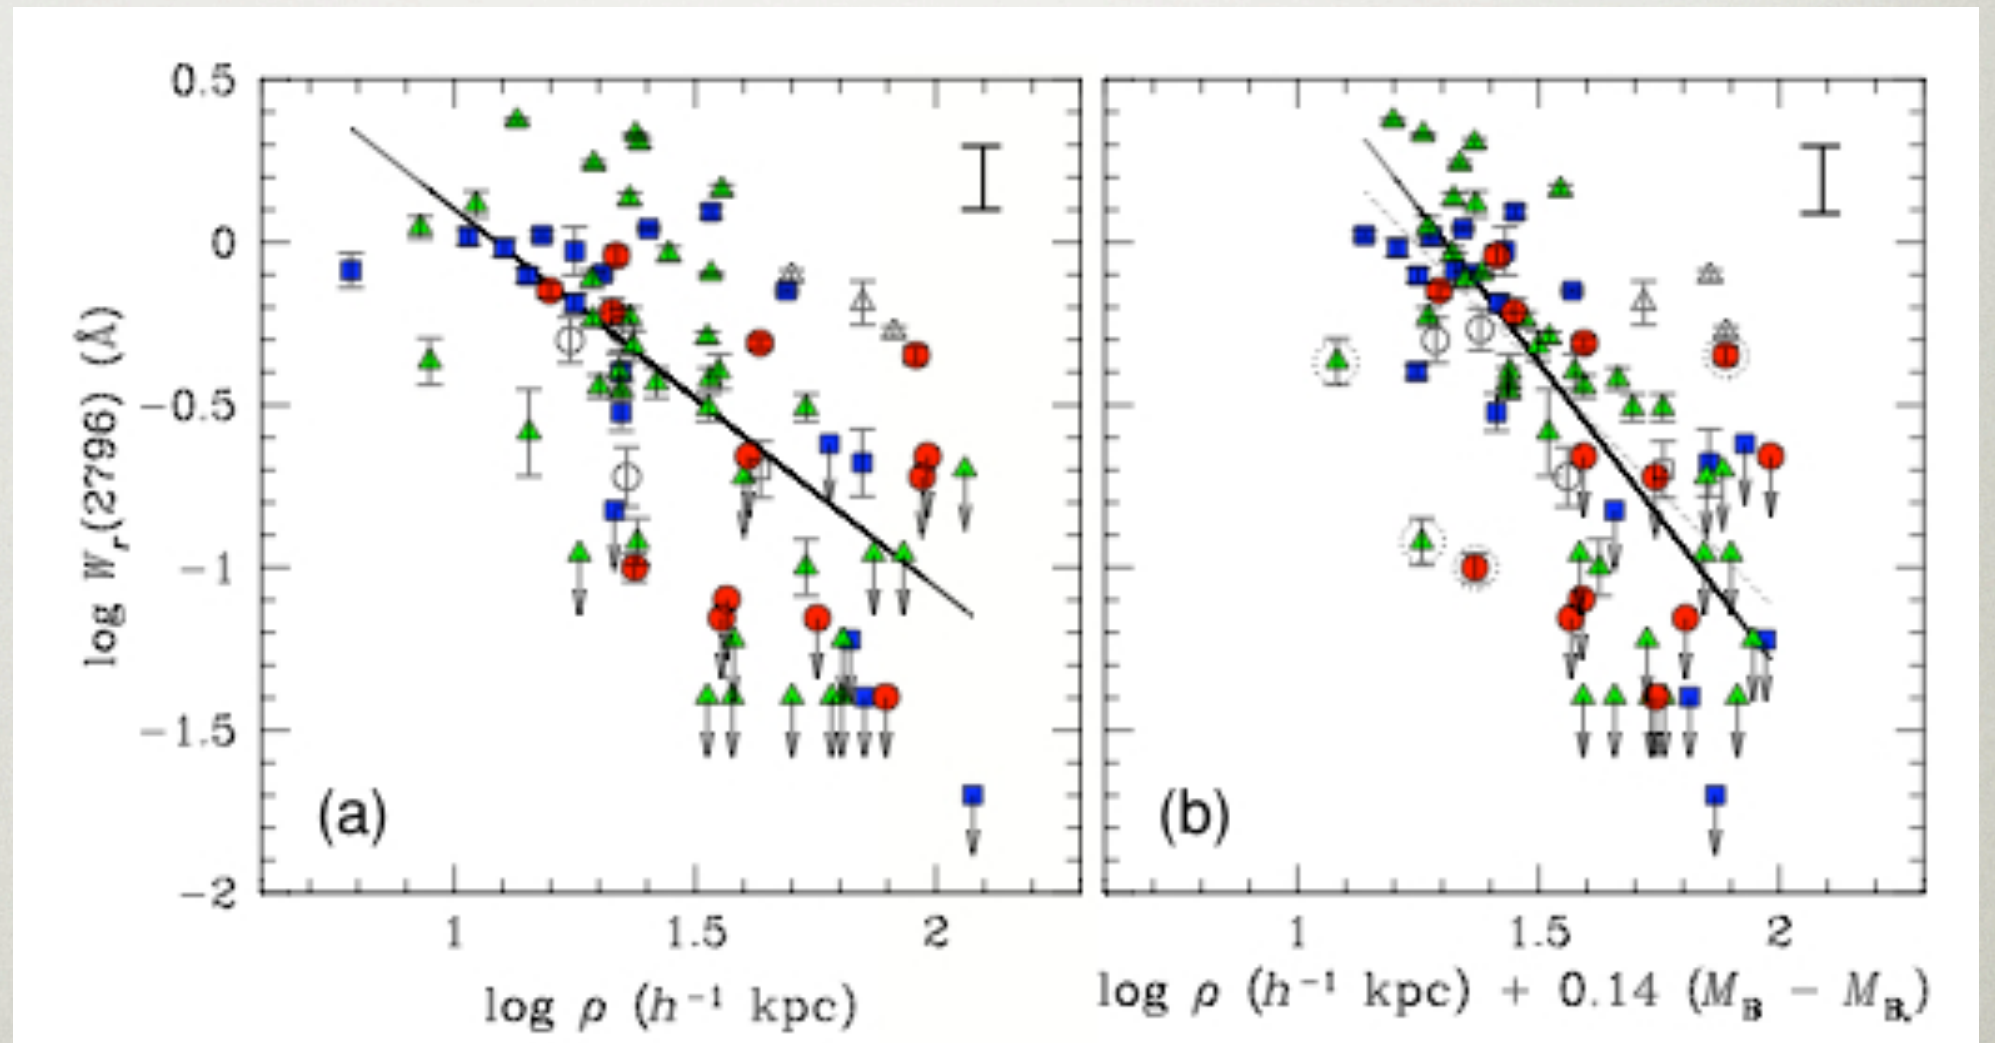 log Wr(2796) (Å)
0.5
0
−0.5
−1
−1.5
−2
(a)
1 1.5 2
log ρ (h⁻¹ kpc)
(b)
1 1.5 2
log ρ (h⁻¹ kpc) + 0.14 (M_B − M_B*)